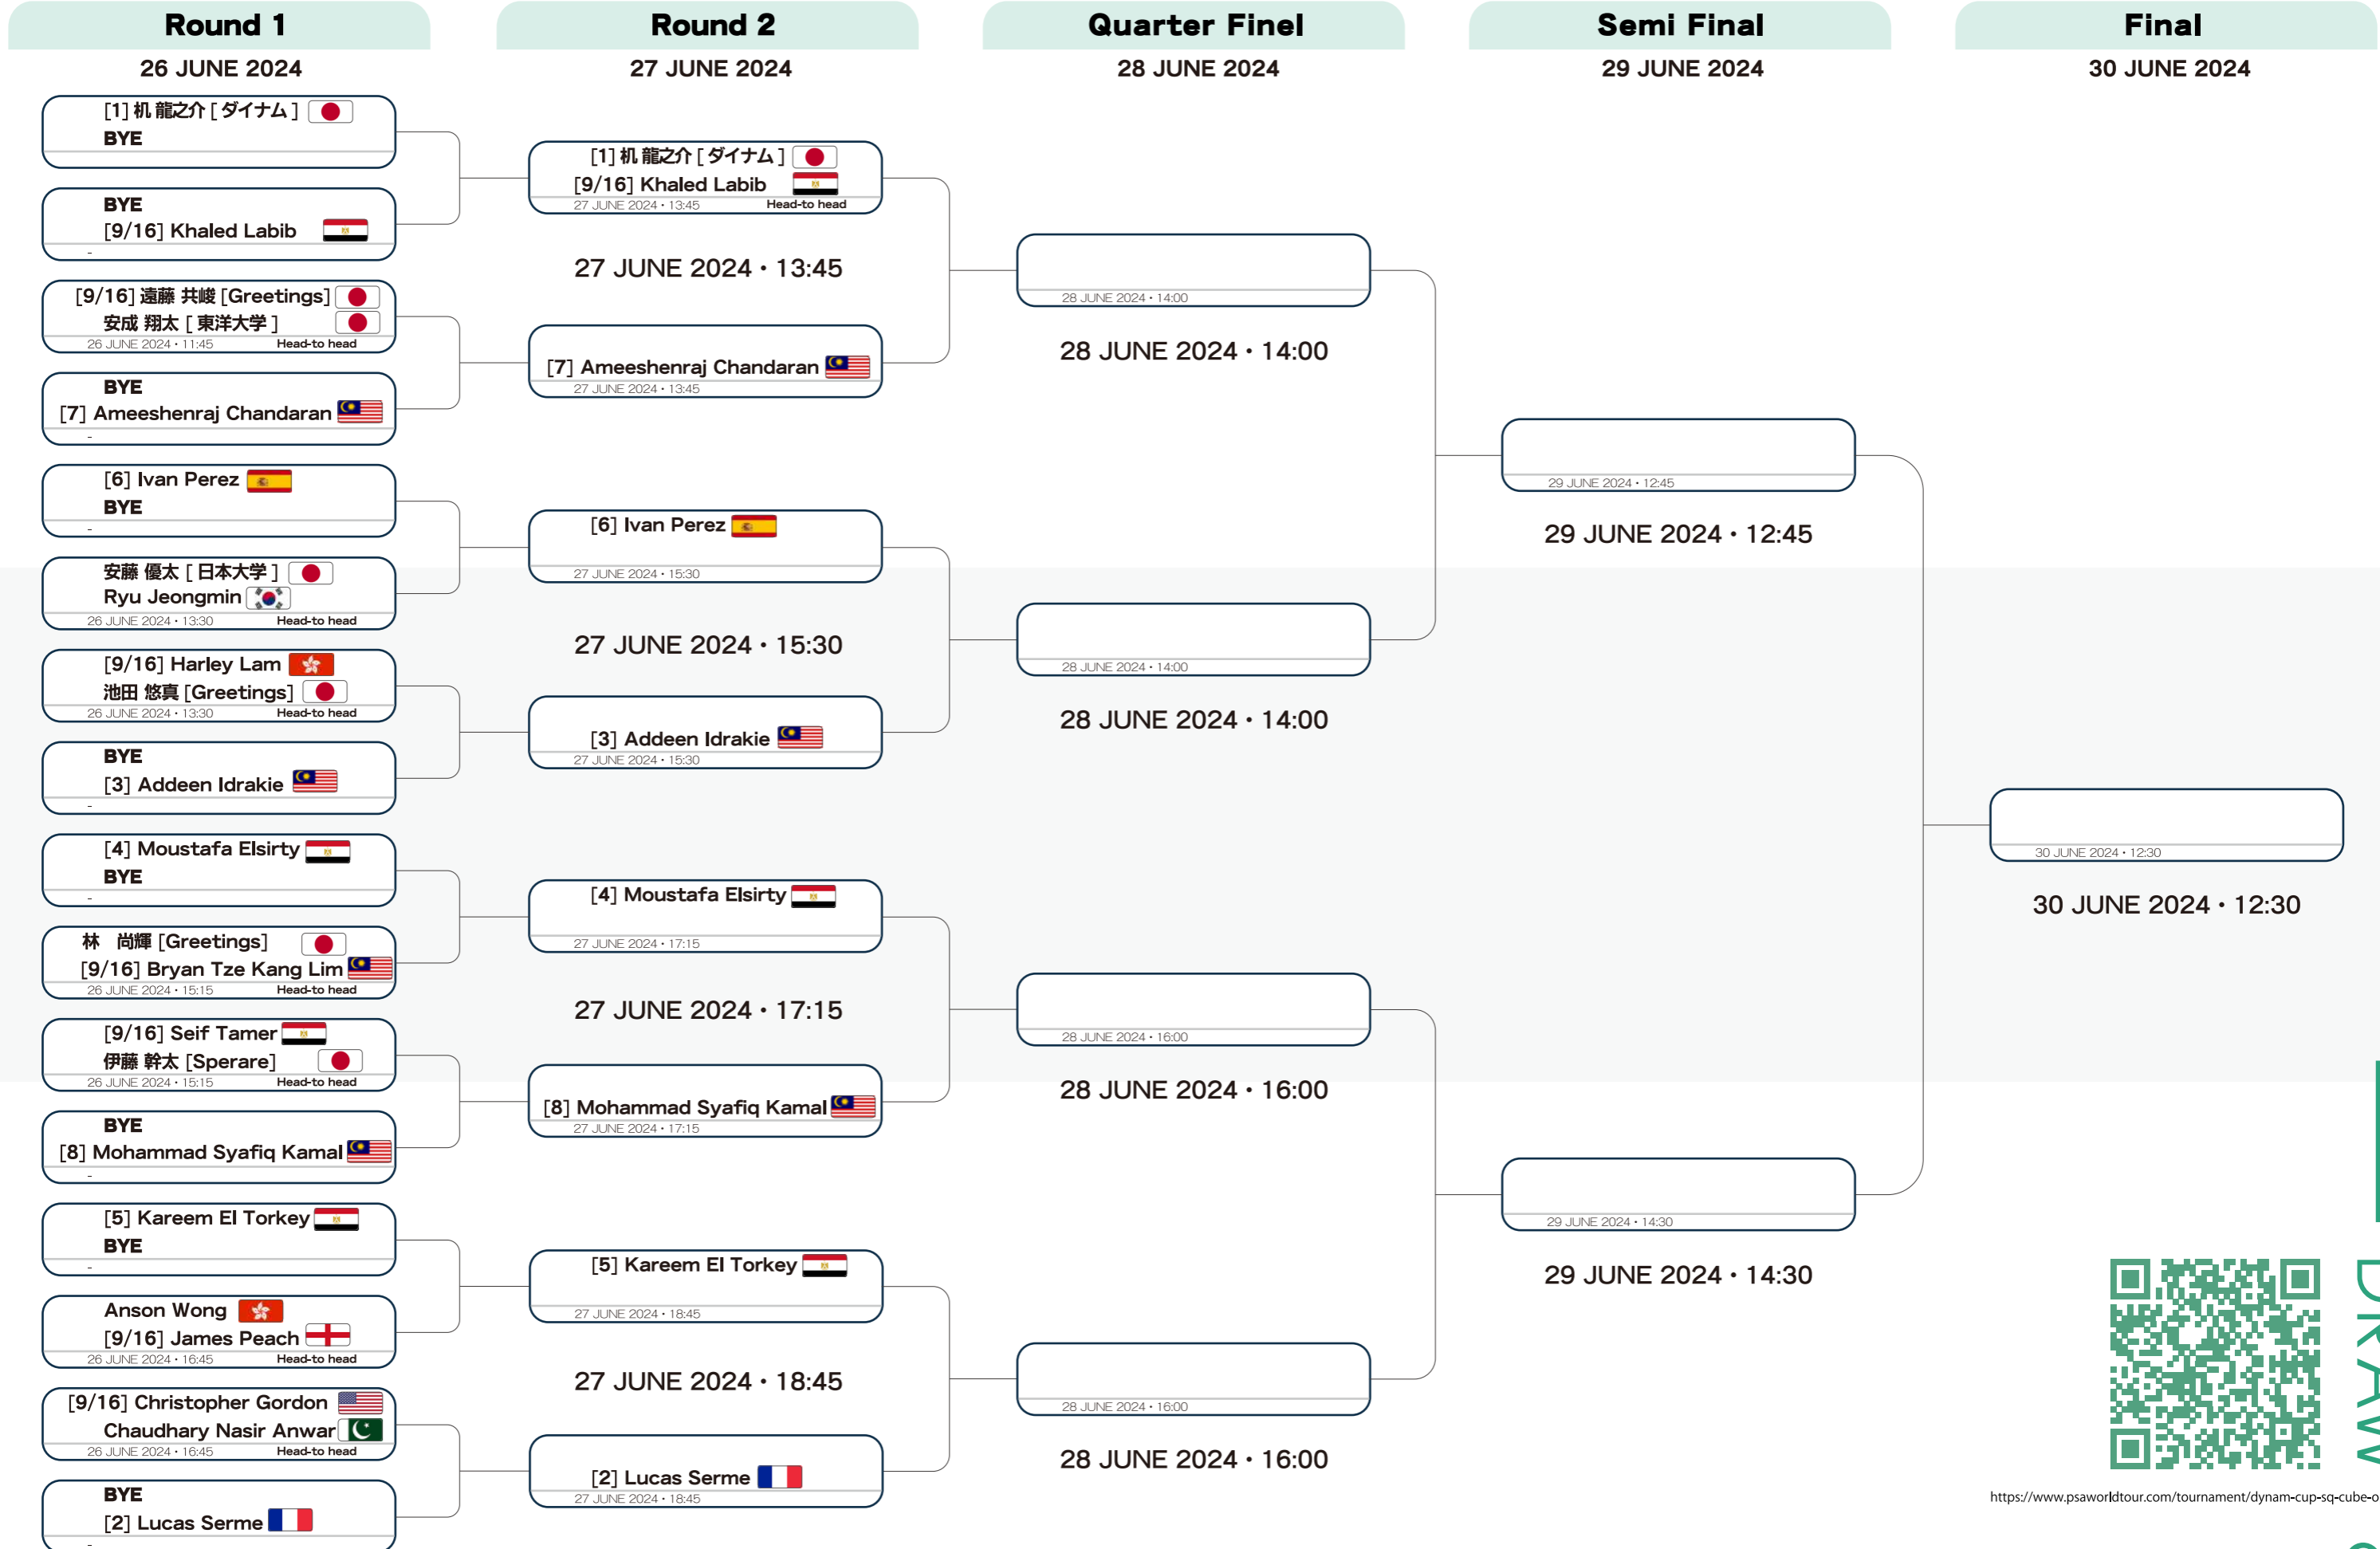 Round 1
26 JUNE 2024
[1] 机 龍之介 [ ダイナム ]
BYE
BYE
[9/16] Khaled Labib
-
[9/16] 遠藤 共峻 [Greetings]
安成 翔太 [ 東洋大学 ]
26 JUNE 2024・11:45 Head-to head
BYE
[7] Ameeshenraj Chandaran
-
[6] Ivan Perez
BYE
-
安藤 優太 [ 日本大学 ]
Ryu Jeongmin
26 JUNE 2024・13:30 Head-to head
[9/16] Harley Lam
池田 悠真 [Greetings]
26 JUNE 2024・13:30 Head-to head
BYE
[3] Addeen Idrakie
-
[4] Moustafa Elsirty
BYE
-
林　尚輝 [Greetings]
[9/16] Bryan Tze Kang Lim
26 JUNE 2024・15:15 Head-to head
[9/16] Seif Tamer
伊藤 幹太 [Sperare]
26 JUNE 2024・15:15 Head-to head
BYE
[8] Mohammad Syafiq Kamal
-
[5] Kareem El Torkey
BYE
-
Anson Wong
[9/16] James Peach
26 JUNE 2024・16:45 Head-to head
[9/16] Christopher Gordon
Chaudhary Nasir Anwar
26 JUNE 2024・16:45 Head-to head
BYE
[2] Lucas Serme
-
Round 2
27 JUNE 2024
[1] 机 龍之介 [ ダイナム ]
[9/16] Khaled Labib
27 JUNE 2024・13:45 Head-to head
27 JUNE 2024・13:45
[7] Ameeshenraj Chandaran
27 JUNE 2024・13:45
[6] Ivan Perez
27 JUNE 2024・15:30
27 JUNE 2024・15:30
[3] Addeen Idrakie
27 JUNE 2024・15:30
[4] Moustafa Elsirty
27 JUNE 2024・17:15
27 JUNE 2024・17:15
[8] Mohammad Syafiq Kamal
27 JUNE 2024・17:15
[5] Kareem El Torkey
27 JUNE 2024・18:45
27 JUNE 2024・18:45
[2] Lucas Serme
27 JUNE 2024・18:45
Quarter Finel
28 JUNE 2024
28 JUNE 2024・14:00
28 JUNE 2024・14:00
28 JUNE 2024・14:00
28 JUNE 2024・14:00
28 JUNE 2024・16:00
28 JUNE 2024・16:00
28 JUNE 2024・16:00
28 JUNE 2024・16:00
Semi Final
29 JUNE 2024
29 JUNE 2024・12:45
29 JUNE 2024・12:45
29 JUNE 2024・14:30
29 JUNE 2024・14:30
Final
30 JUNE 2024
30 JUNE 2024・12:30
30 JUNE 2024・12:30
DRAW
https://www.psaworldtour.com/tournament/dynam-cup-sq-cube-o